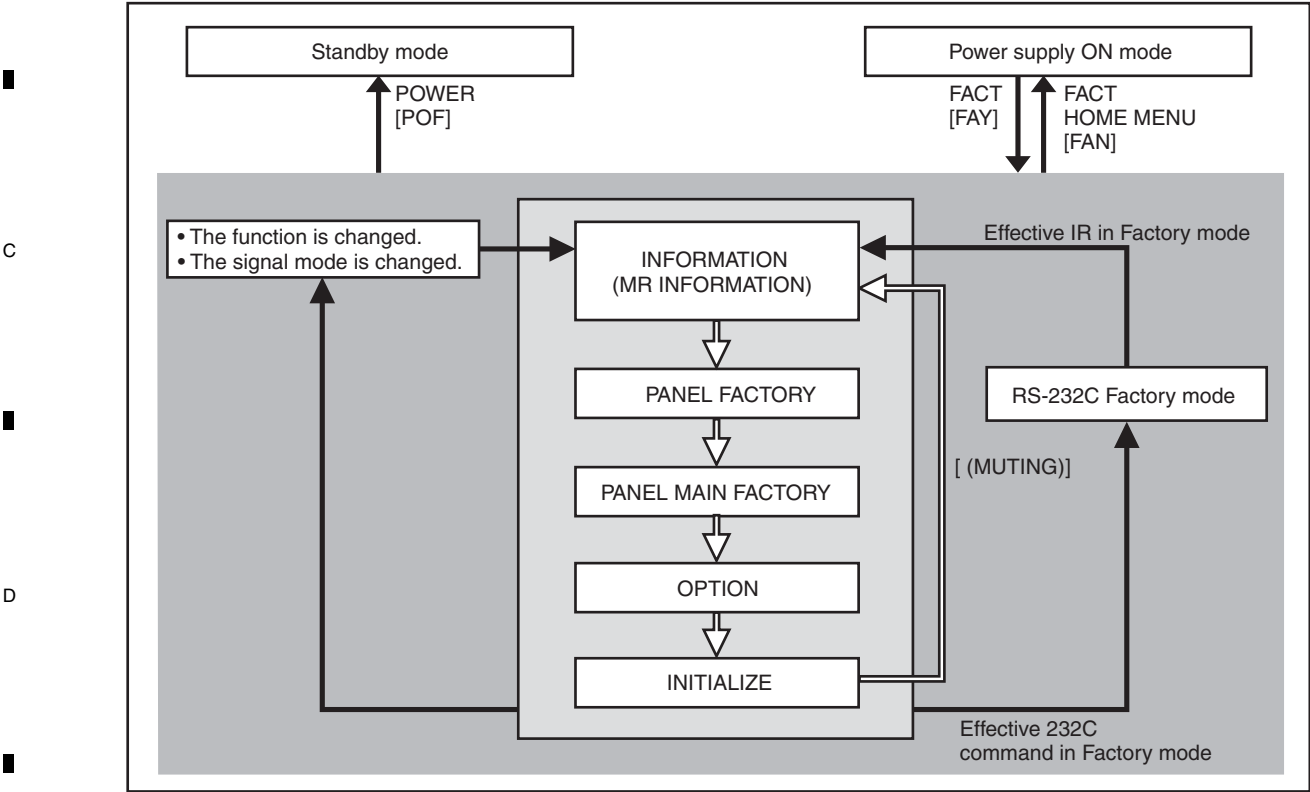 Standby mode
Power supply ON mode
POWER
[POF]
FACT
[FAY]
FACT
HOME MENU
[FAN]
• The function is changed.
• The signal mode is changed.
C
INFORMATION
(MR INFORMATION)
Effective IR in Factory mode
PANEL FACTORY
RS-232C Factory mode
[ (MUTING)]
PANEL MAIN FACTORY
D
OPTION
INITIALIZE
Effective 232C
command in Factory mode